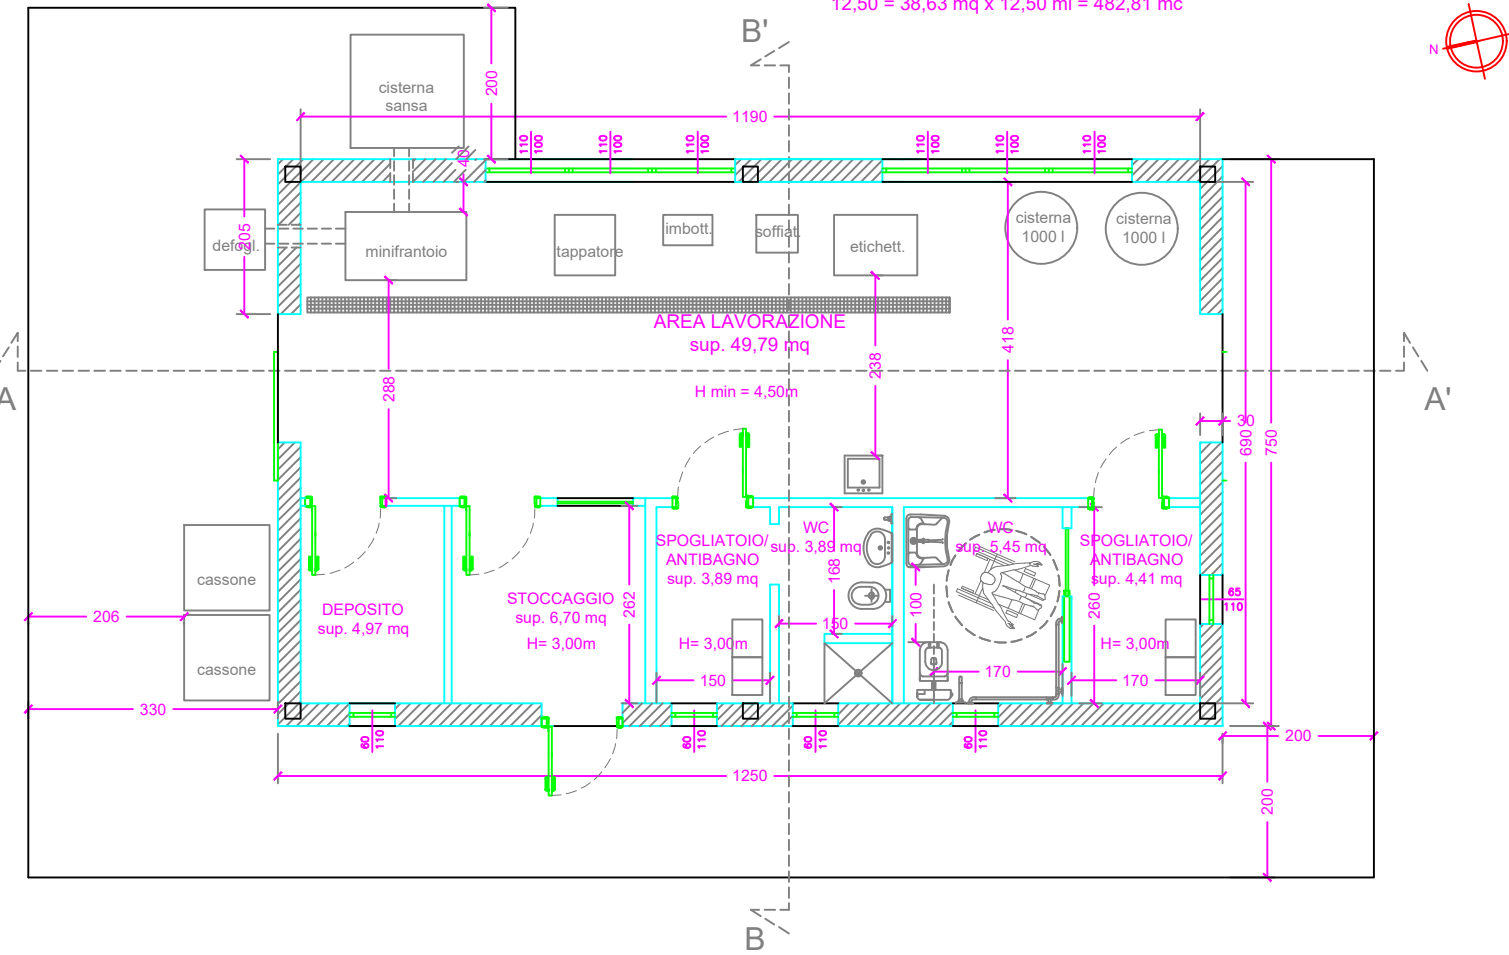 12,50 = 38,63 mq x 12,50 ml = 482,81 mc
B'
N
cisterna
sansa
200
1190
110
100
110
100
110
100
110
100
110
100
110
100
40
205
defogl.
minifrantoio
tappatore
imbott.
soffiat.
etichett.
cisterna
1000 l
cisterna
1000 l
AREA LAVORAZIONE
sup. 49,79 mq
H min = 4,50m
288
238
418
30
690
750
A
A'
cassone
cassone
206
330
DEPOSITO
sup. 4,97 mq
STOCCAGGIO
sup. 6,70 mq
H= 3,00m
262
SPOGLIATOIO/
ANTIBAGNO
sup. 3,89 mq
H= 3,00m
150
WC
sup. 3,89 mq
168
150
WC
sup. 5,45 mq
100
170
SPOGLIATOIO/
ANTIBAGNO
sup. 4,41 mq
260
H= 3,00m
170
65
110
60
110
60
110
60
110
60
110
200
1250
200
B